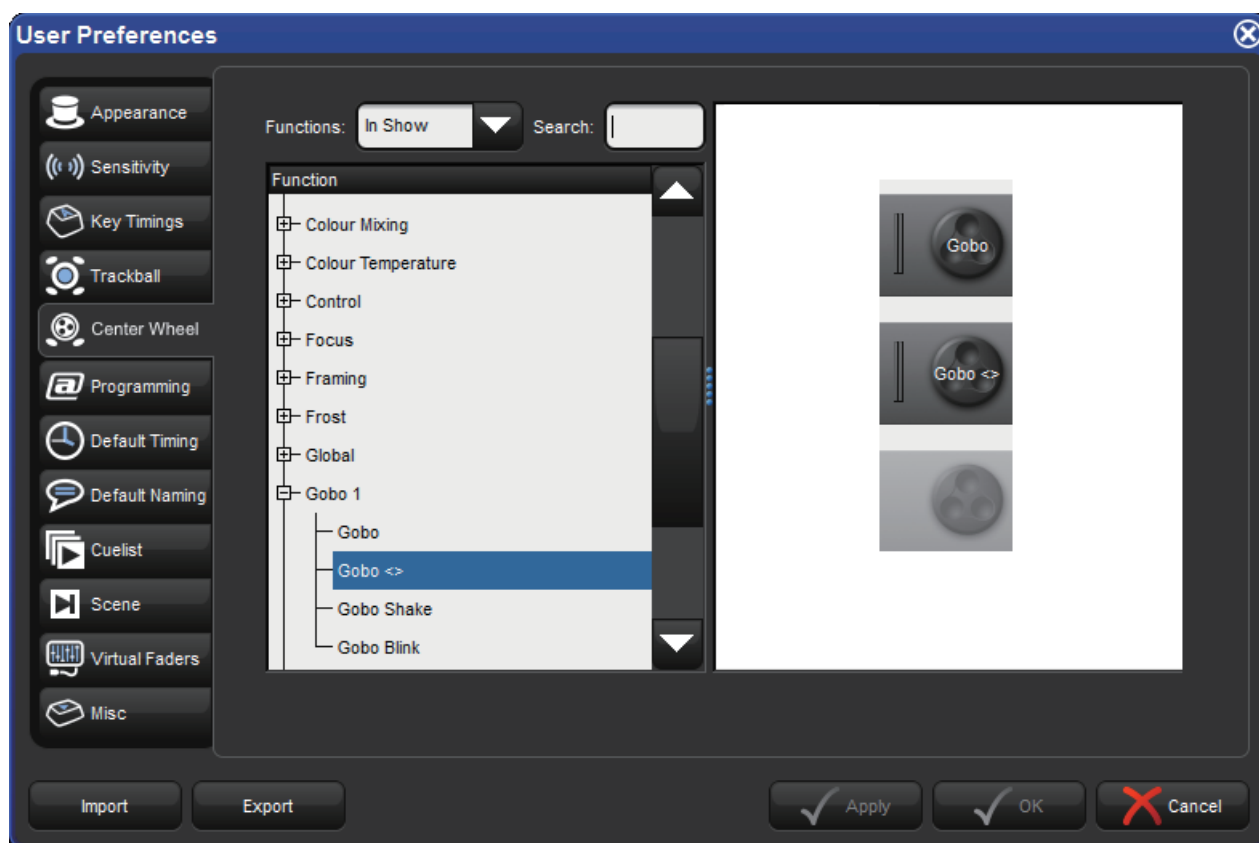 User Preferences
Appearance
Sensitivity
Key Timings
Trackball
Center Wheel
Programming
Default Timing
Default Naming
Cuelist
Scene
Virtual Faders
Misc
Functions: In Show Search:
Function
Colour Mixing
Colour Temperature
Control
Focus
Framing
Frost
Global
Gobo 1
Gobo
Gobo <>
Gobo Shake
Gobo Blink
Gobo
Gobo <>
Import Export Apply OK Cancel